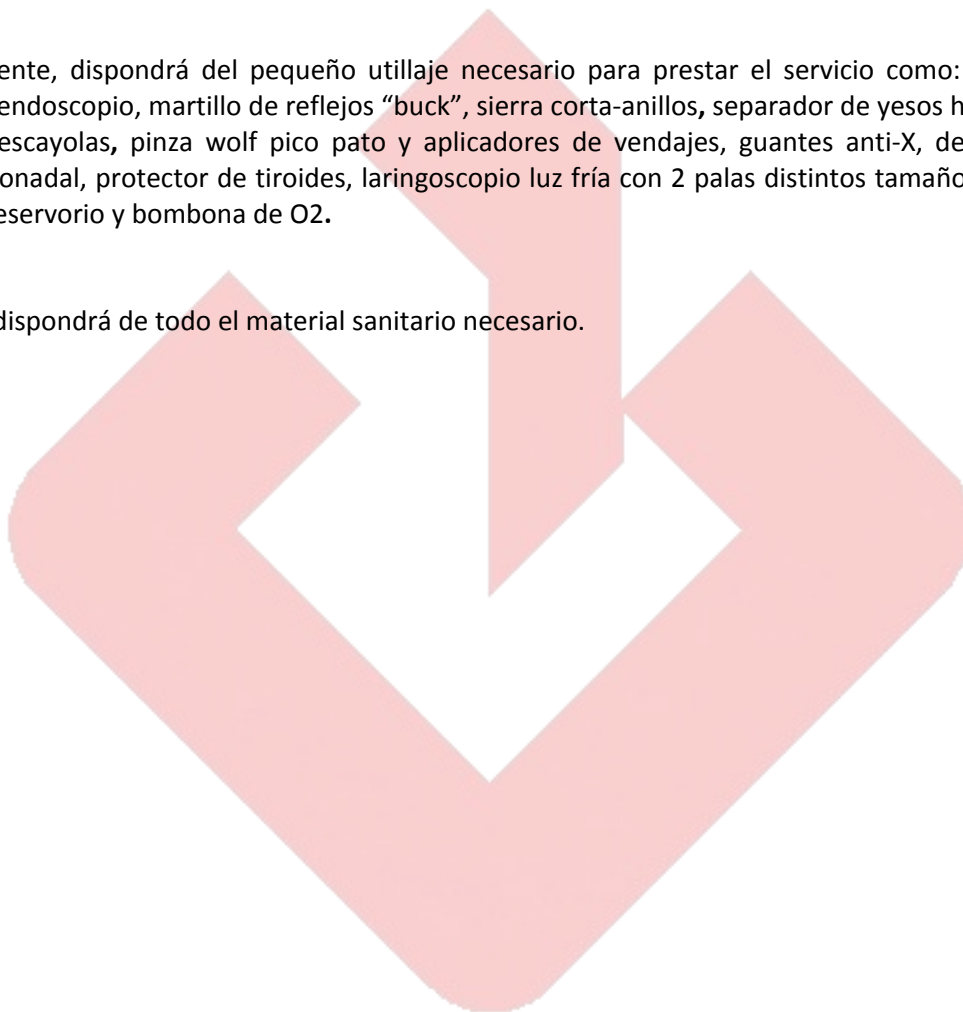 ente, dispondrá del pequeño utillaje necesario para prestar el servicio como:
endoscopio, martillo de reflejos “buck”, sierra corta-anillos, separador de yesos h
escayolas, pinza wolf pico pato y aplicadores de vendajes, guantes anti-X, de
onadal, protector de tiroides, laringoscopio luz fría con 2 palas distintos tamaño
eservorio y bombona de O2.
dispondrá de todo el material sanitario necesario.